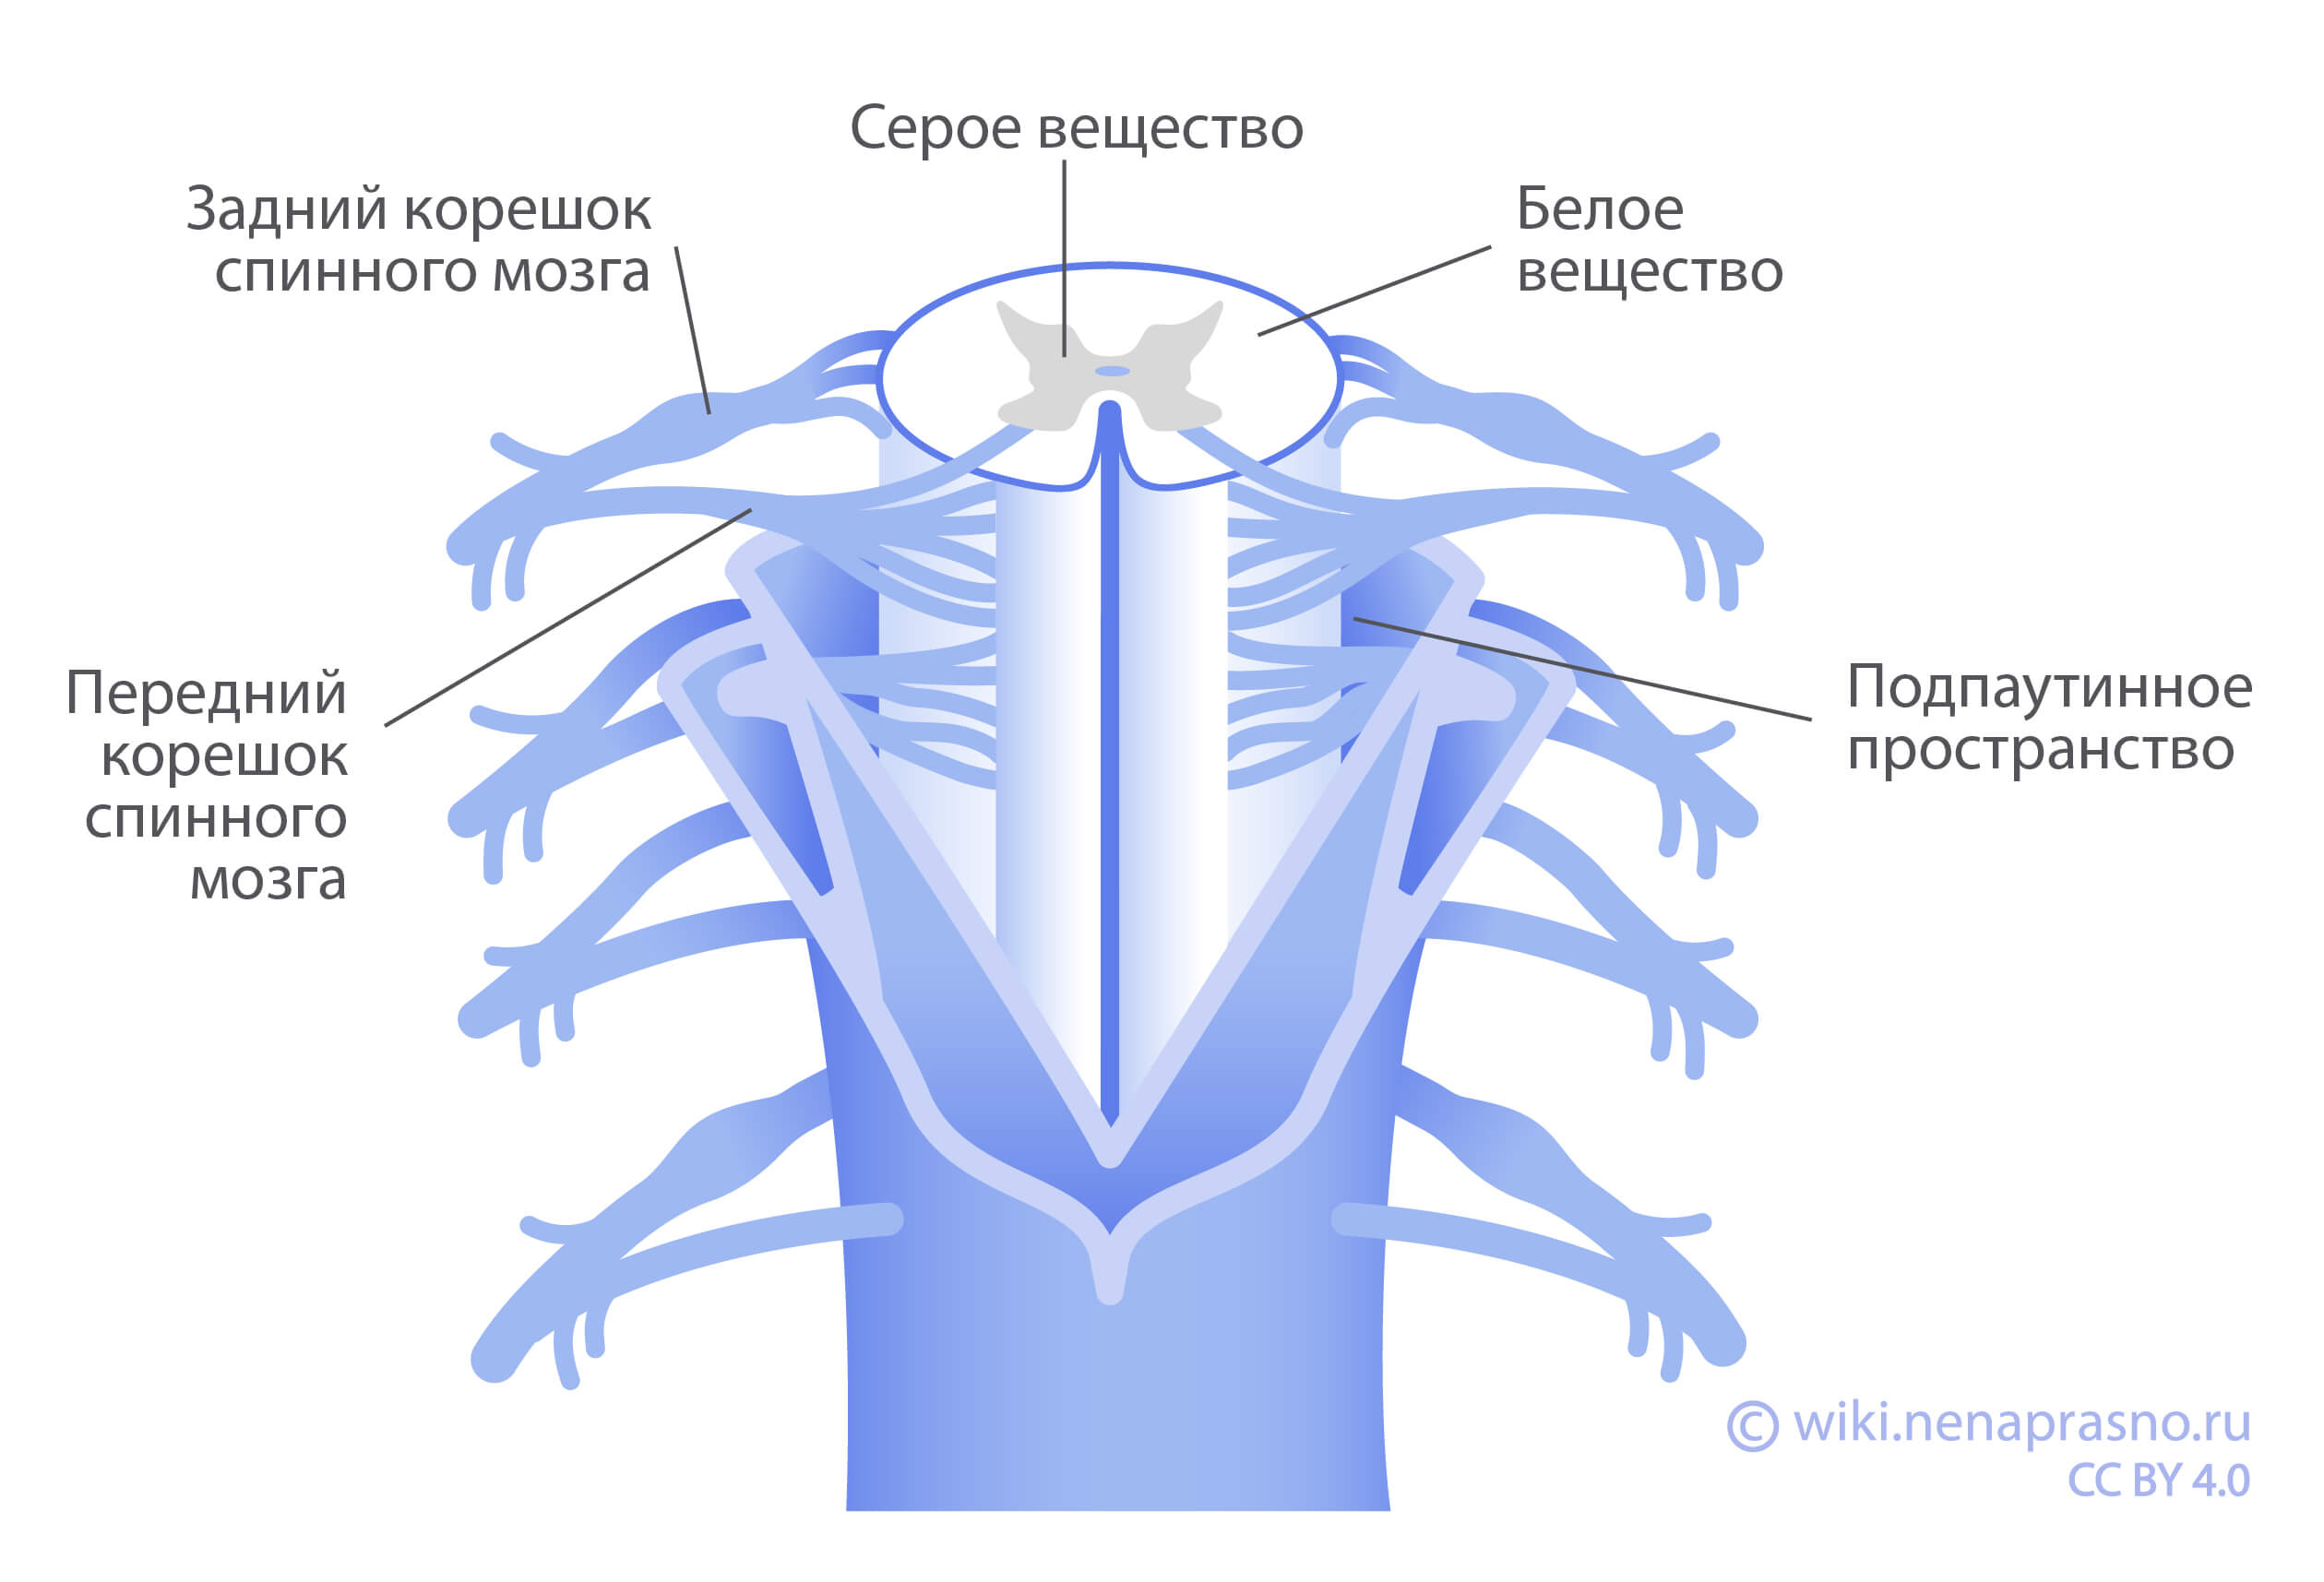 Серое вещество
Задний корешок
спинного мозга
Белое
вещество
Передний
корешок
спинного
мозга
Подпаутинное
пространство
© wiki.nenaprasno.ru
CC BY 4.0